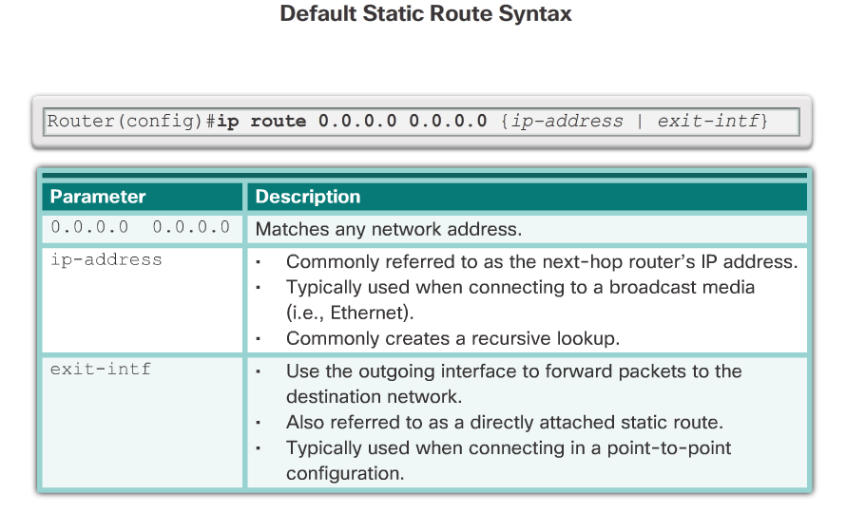 Default Static Route Syntax
Router(config)#ip route 0.0.0.0 0.0.0.0 {ip-address | exit-intf}
Parameter Description
0.0.0.0 0.0.0.0 Matches any network address.
ip-address
· Commonly referred to as the next-hop router's IP address.
· Typically used when connecting to a broadcast media
(i.e., Ethernet).
· Commonly creates a recursive lookup.
exit-intf
· Use the outgoing interface to forward packets to the
destination network.
· Also referred to as a directly attached static route.
· Typically used when connecting in a point-to-point
configuration.